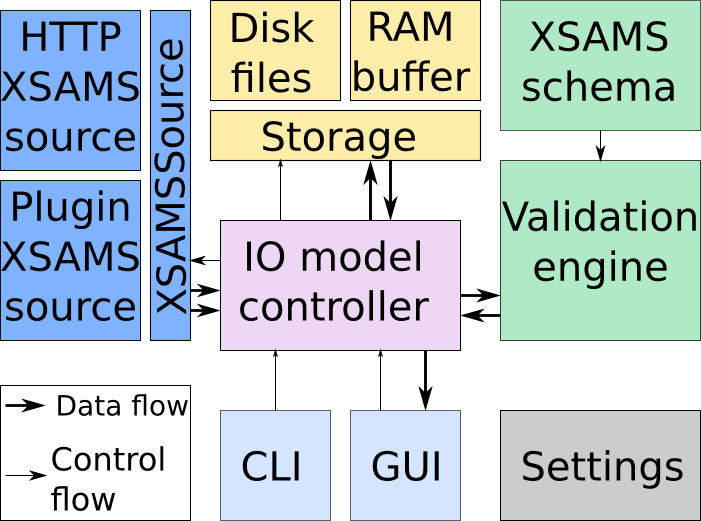 HTTP
XSAMS
source
Plugin
XSAMS
source
XSAMSSource
Disk
files
RAM
buffer
Storage
XSAMS
schema
Validation
engine
IO model
controller
Data flow
Control
flow
CLI
GUI
Settings